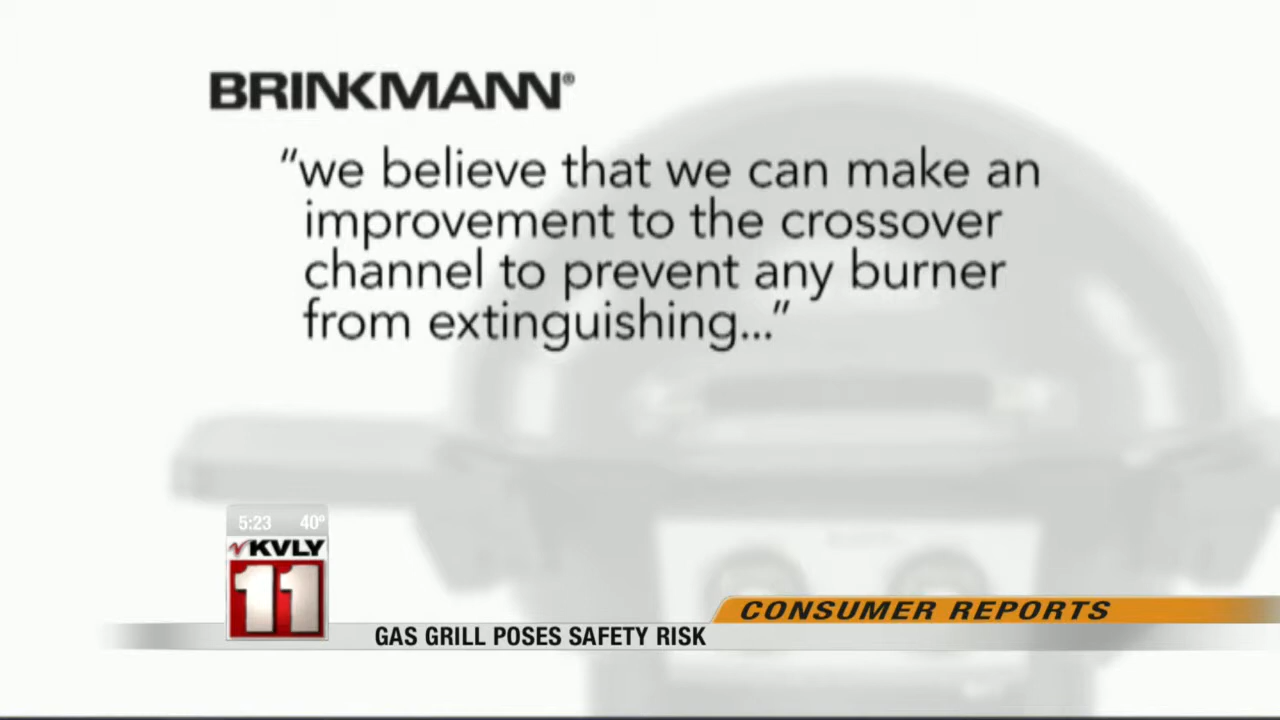 BRINKMANN®
“we believe that we can make an
improvement to the crossover
channel to prevent any burner
from extinguishing...”
5:23 40°
KVLY
11
CONSUMER REPORTS
GAS GRILL POSES SAFETY RISK